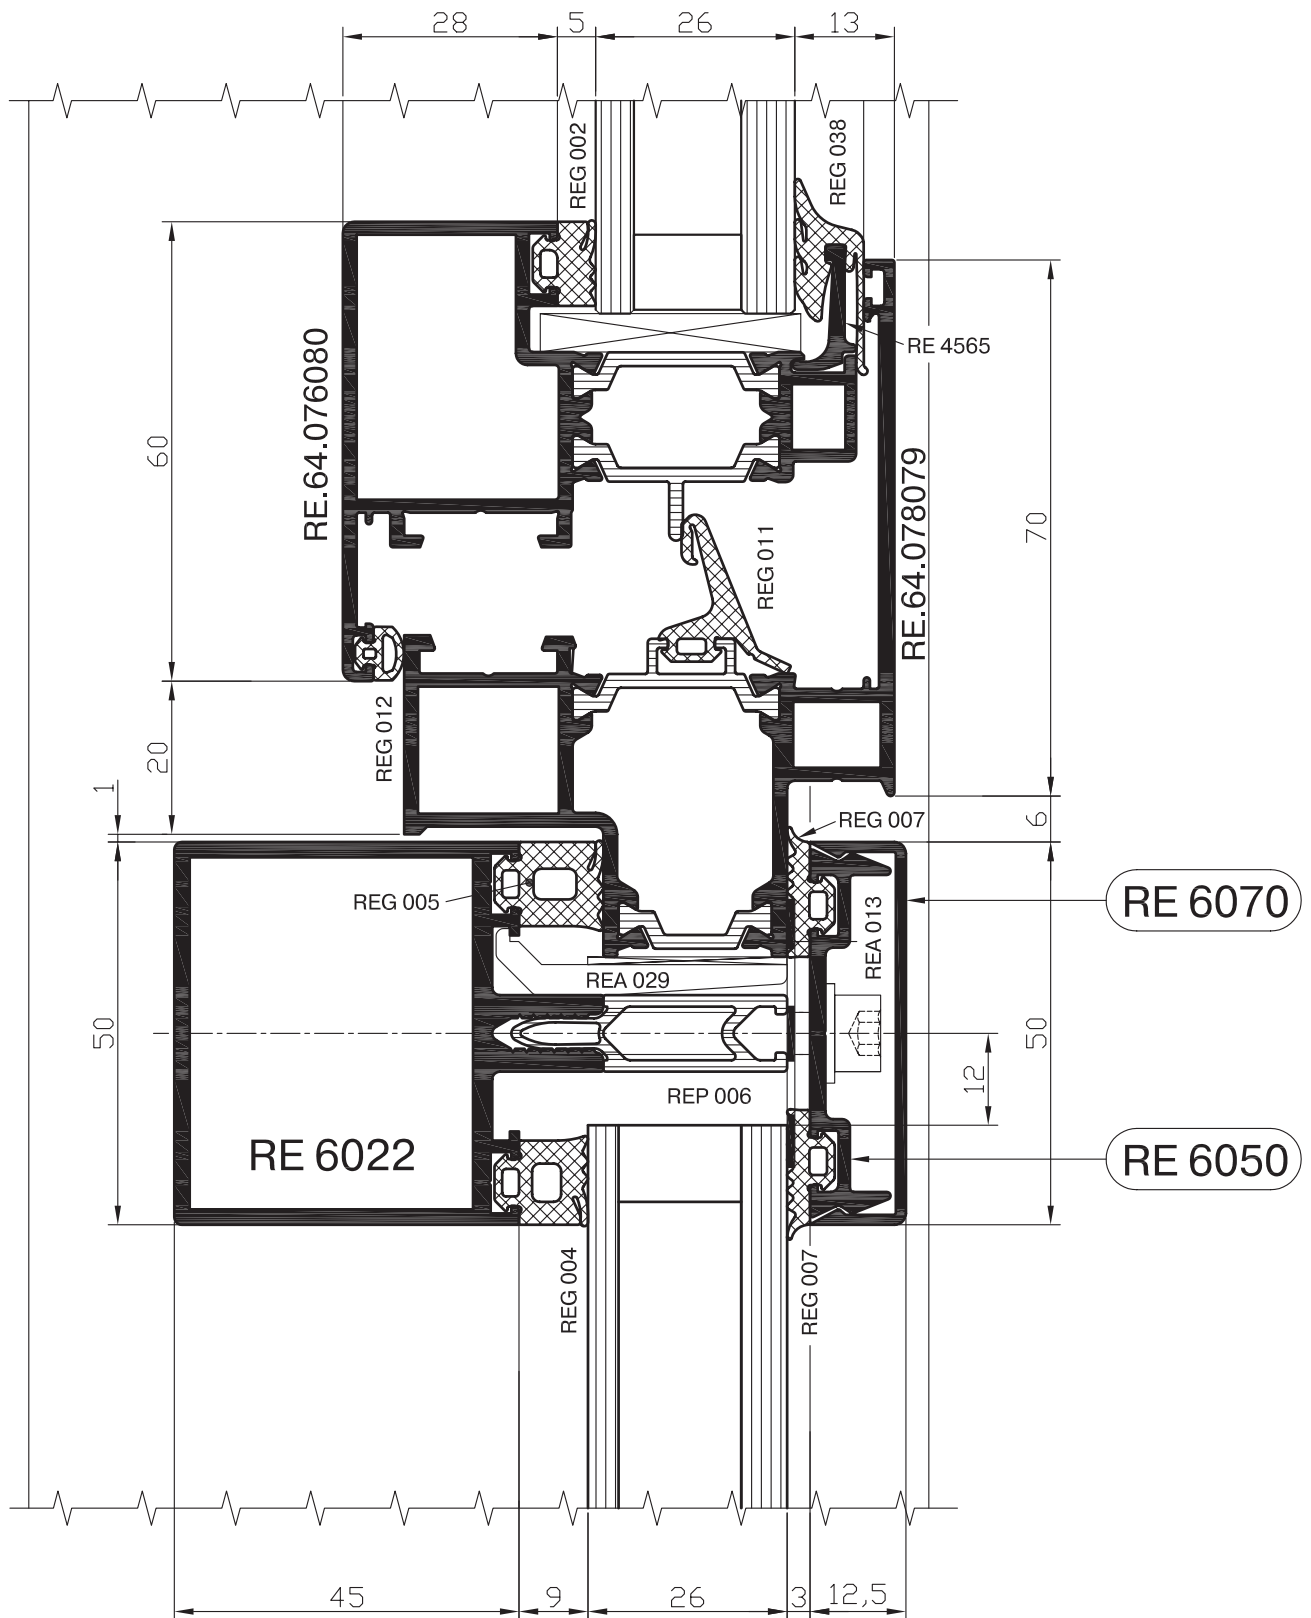 28
5
26
13
REG 002
REG 038
RE 4565
RE.64.076080
RE.64.078079
60
70
REG 011
REG 012
20
1
6
REG 007
REG 005
RE 6070
REA 013
REA 029
50
50
12
REP 006
RE 6022
RE 6050
REG 004
REG 007
45
9
26
3
12,5